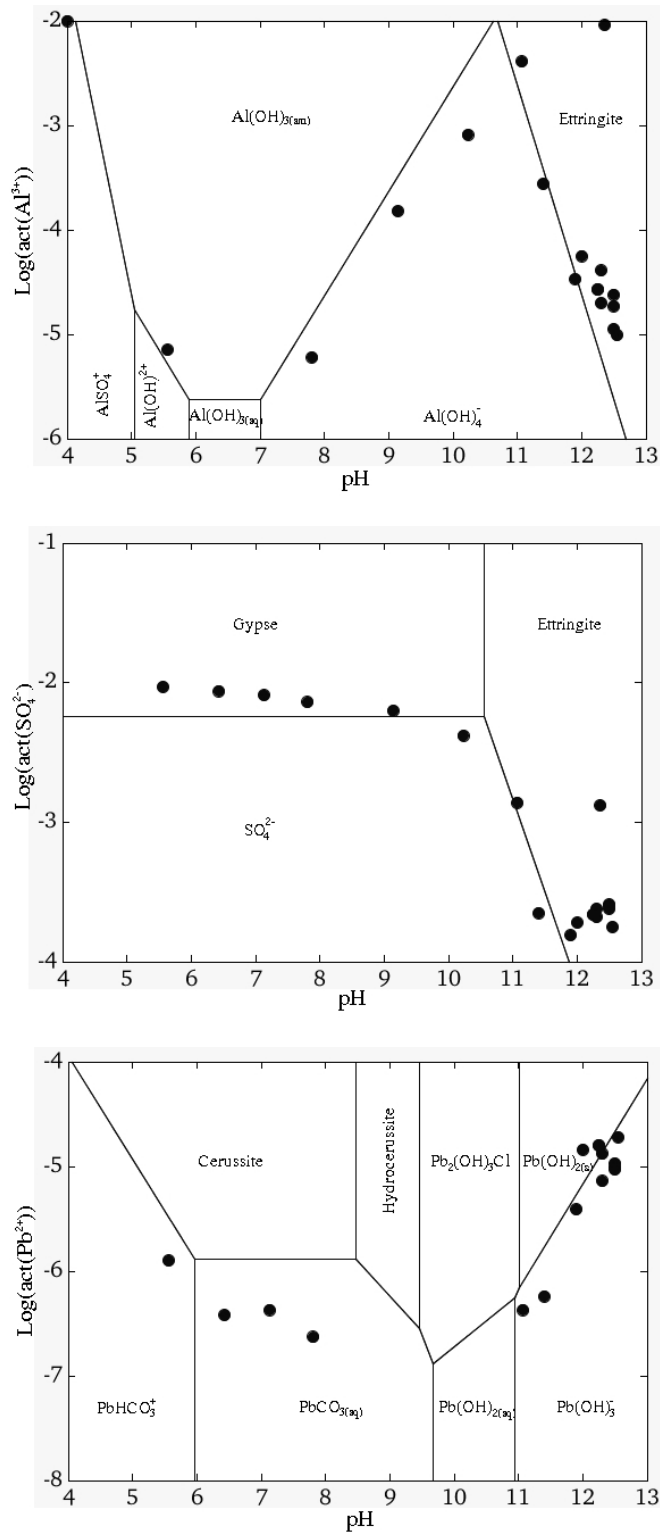 -2
Al(OH)₃₍ₐₘ₎
Ettringite
-3
Log(act(Al³⁺))
-4
-5
AlSO₄⁺
Al(OH)²⁺
Al(OH)₃₍aq₎
Al(OH)₄⁻
-6
4 5 6 7 8 9 10 11 12 13
pH
-1
Gypse
Ettringite
-2
Log(act(SO₄²⁻))
-3
SO₄²⁻
-4
4 5 6 7 8 9 10 11 12 13
pH
-4
Cerussite
Hydrocerussite
Pb₂(OH)₃Cl
Pb(OH)₂₍ₛ₎
-5
Log(act(Pb²⁺))
-6
-7
PbHCO₃⁺
PbCO₃₍aq₎
Pb(OH)₂₍aq₎
Pb(OH)₃⁻
-8
4 5 6 7 8 9 10 11 12 13
pH